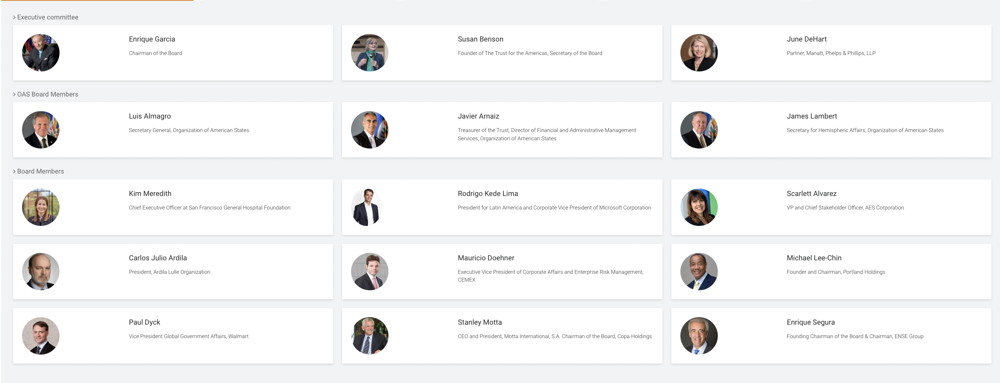 Executive committee
Enrique Garcia
Chairman of the Board
Susan Benson
Founder of The Trust for the Americas, Secretary of the Board
June DeHart
Partner, Manatt, Phelps & Phillips, LLP
OAS Board Members
Luis Almagro
Secretary General, Organization of American States
Javier Arnaiz
Treasurer of the Trust, Director of Financial and Administrative Management
Services, Organization of American States
James Lambert
Secretary for Hemispheric Affairs, Organization of American States
Board Members
Kim Meredith
Chief Executive Officer at San Francisco General Hospital Foundation
Rodrigo Kede Lima
President for Latin America and Corporate Vice President of Microsoft Corporation
Scarlett Alvarez
VP and Chief Stakeholder Officer, AES Corporation
Carlos Julio Ardila
President, Ardila Lulle Organization
Mauricio Doehner
Executive Vice President of Corporate Affairs and Enterprise Risk Management,
CEMEX
Michael Lee-Chin
Founder and Chairman, Portland Holdings
Paul Dyck
Vice President Global Government Affairs, Walmart
Stanley Motta
CEO and President, Motta International, S.A. Chairman of the Board, Copa Holdings
Enrique Segura
Founding Chairman of the Board & Chairman, ENSE Group